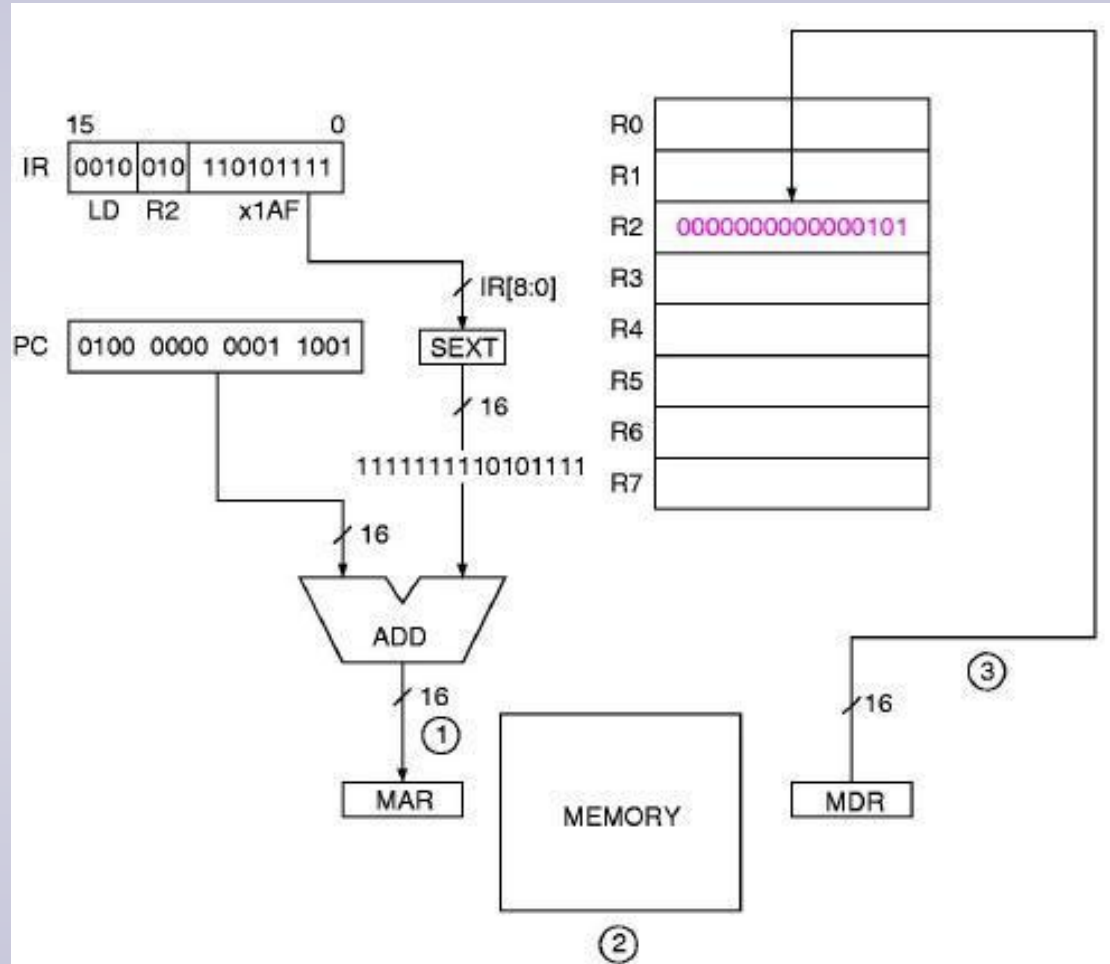 15 0
IR 0010 010 110101111
LD R2 x1AF
IR[8:0]
PC 0100 0000 0001 1001
SEXT
16
1111111110101111
16
ADD
16
1
MAR
MEMORY
2
R0
R1
R2 0000000000000101
R3
R4
R5
R6
R7
3
16
MDR